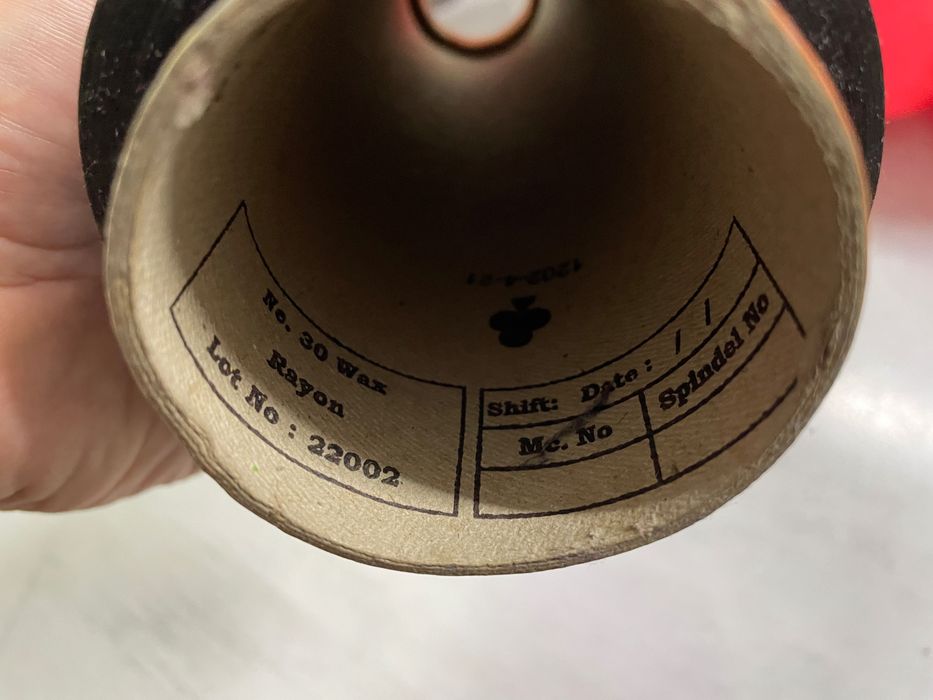 No. 30 Wax
Rayon
Lot No : 22002
Shift: Date : / /
Mc. No Spindel No